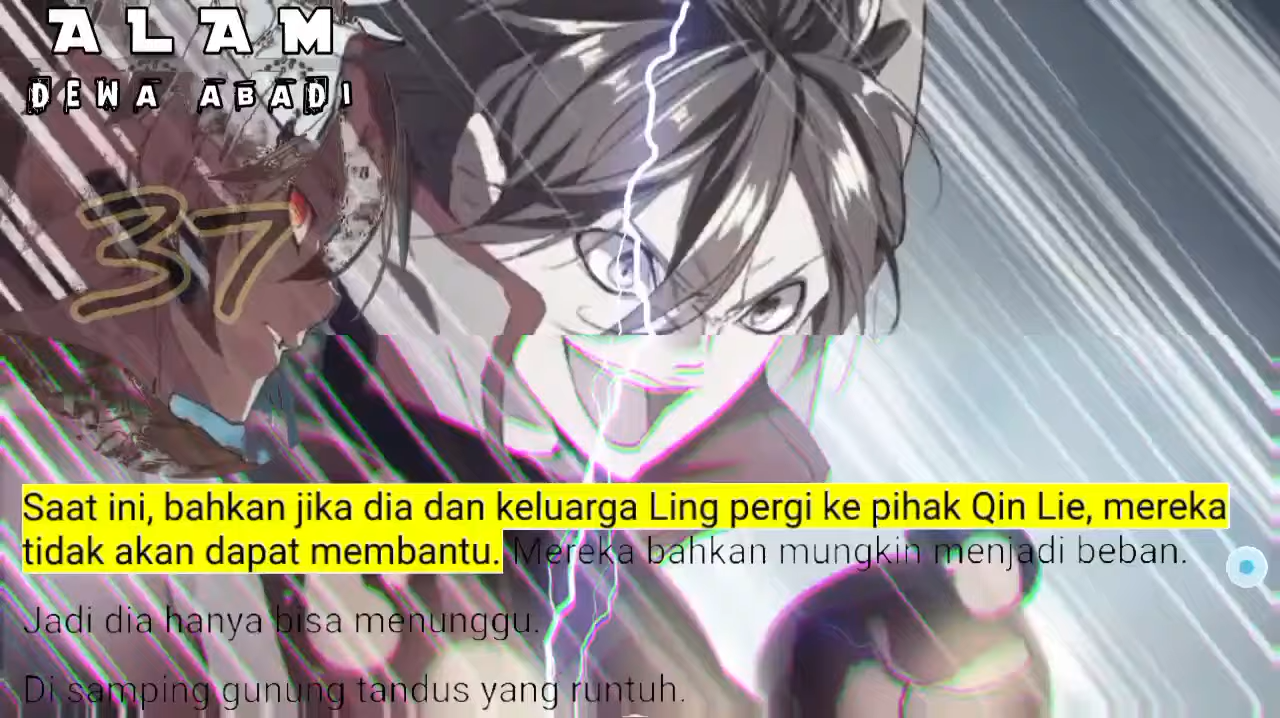 ALAM
DEWA ABADI
37
Saat ini, bahkan jika dia dan keluarga Ling pergi ke pihak Qin Lie, mereka
tidak akan dapat membantu. Mereka bahkan mungkin menjadi beban.
Jadi dia hanya bisa menunggu.
Di samping gunung tandus yang runtuh.